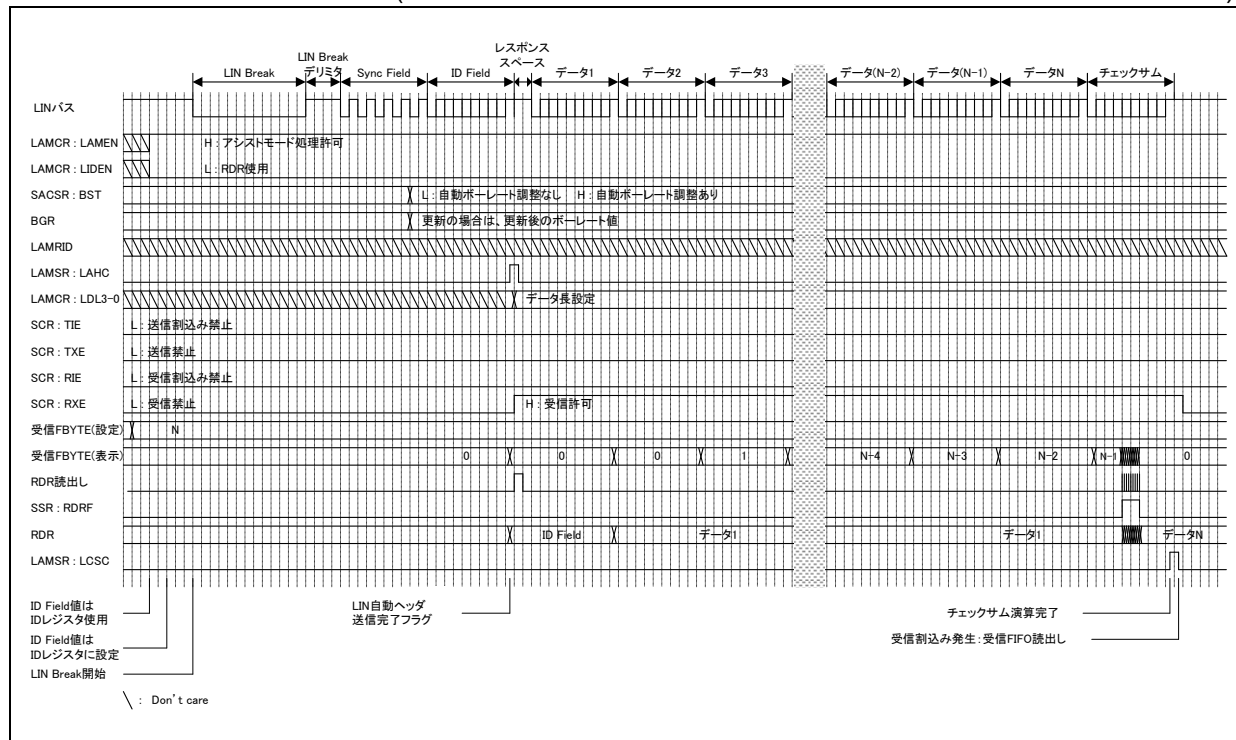 (
)
レスポンス
スペース
LIN Break
デリミタ
LIN Break
Sync Field
ID Field
データ1
データ2
データ3
データ(N-2)
データ(N-1)
データN
チェックサム
LINバス
LAMCR : LAMEN
H : アシストモード処理許可
LAMCR : LIDEN
L : RDR使用
SACSR : BST
L : 自動ボーレート調整なし H : 自動ボーレート調整あり
BGR
更新の場合は、更新後のボーレート値
LAMRID
LAMSR : LAHC
LAMCR : LDL3-0
データ長設定
SCR : TIE
L : 送信割込み禁止
SCR : TXE
L : 送信禁止
SCR : RIE
L : 受信割込み禁止
SCR : RXE
L : 受信禁止
H : 受信許可
受信FBYTE(設定)
N
受信FBYTE(表示)
0
0
0
1
N-4
N-3
N-2
N-1
0
RDR読出し
SSR : RDRF
RDR
ID Field
データ1
データ1
データN
LAMSR : LCSC
ID Field値は
IDレジスタ使用
LIN自動ヘッダ
送信完了フラグ
チェックサム演算完了
ID Field値は
IDレジスタに設定
受信割込み発生 : 受信FIFO読出し
LIN Break開始
\ : Don't care